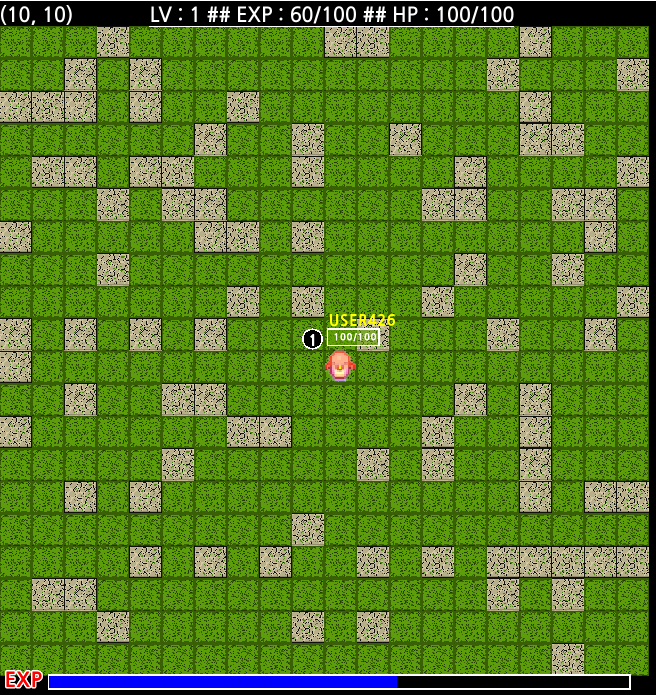 (10, 10) LV : 1 ## EXP : 60/100 ## HP : 100/100
USER426
1 100/100
EXP